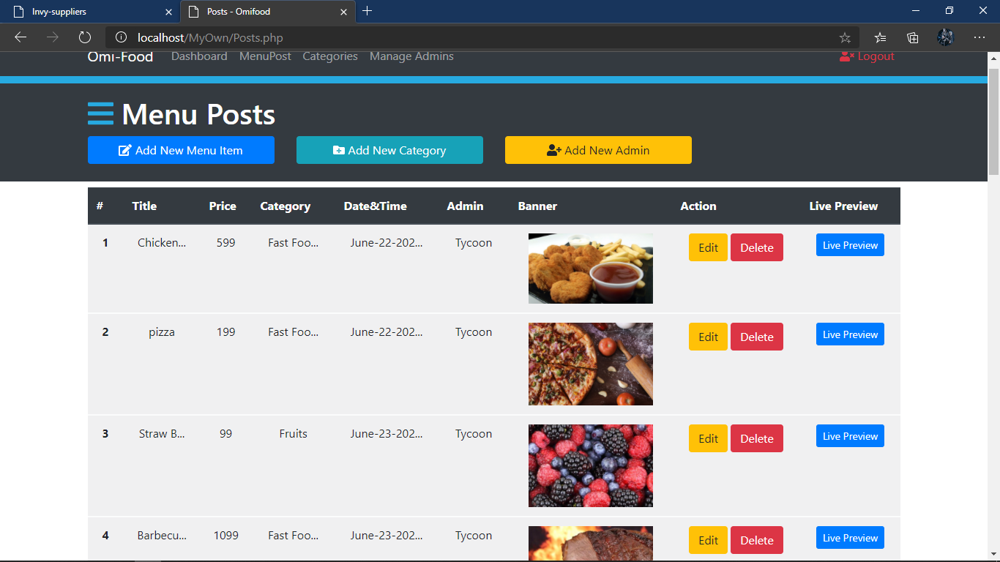 Invy-suppliers
Posts - Omifood
localhost/MyOwn/Posts.php
Omi-Food Dashboard MenuPost Categories Manage Admins Logout
Menu Posts
Add New Menu Item Add New Category Add New Admin
# Title Price Category Date&Time Admin Banner Action Live Preview
1 Chicken... 599 Fast Foo... June-22-202... Tycoon Edit Delete Live Preview
2 pizza 199 Fast Foo... June-22-202... Tycoon Edit Delete Live Preview
3 Straw B... 99 Fruits June-23-202... Tycoon Edit Delete Live Preview
4 Barbecu... 1099 Fast Foo... June-23-202... Tycoon Edit Delete Live Preview